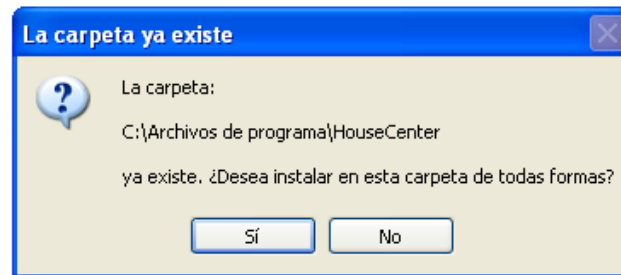 La carpeta ya existe
La carpeta:
C:\Archivos de programa\HouseCenter
ya existe. ¿Desea instalar en esta carpeta de todas formas?
Sí
No